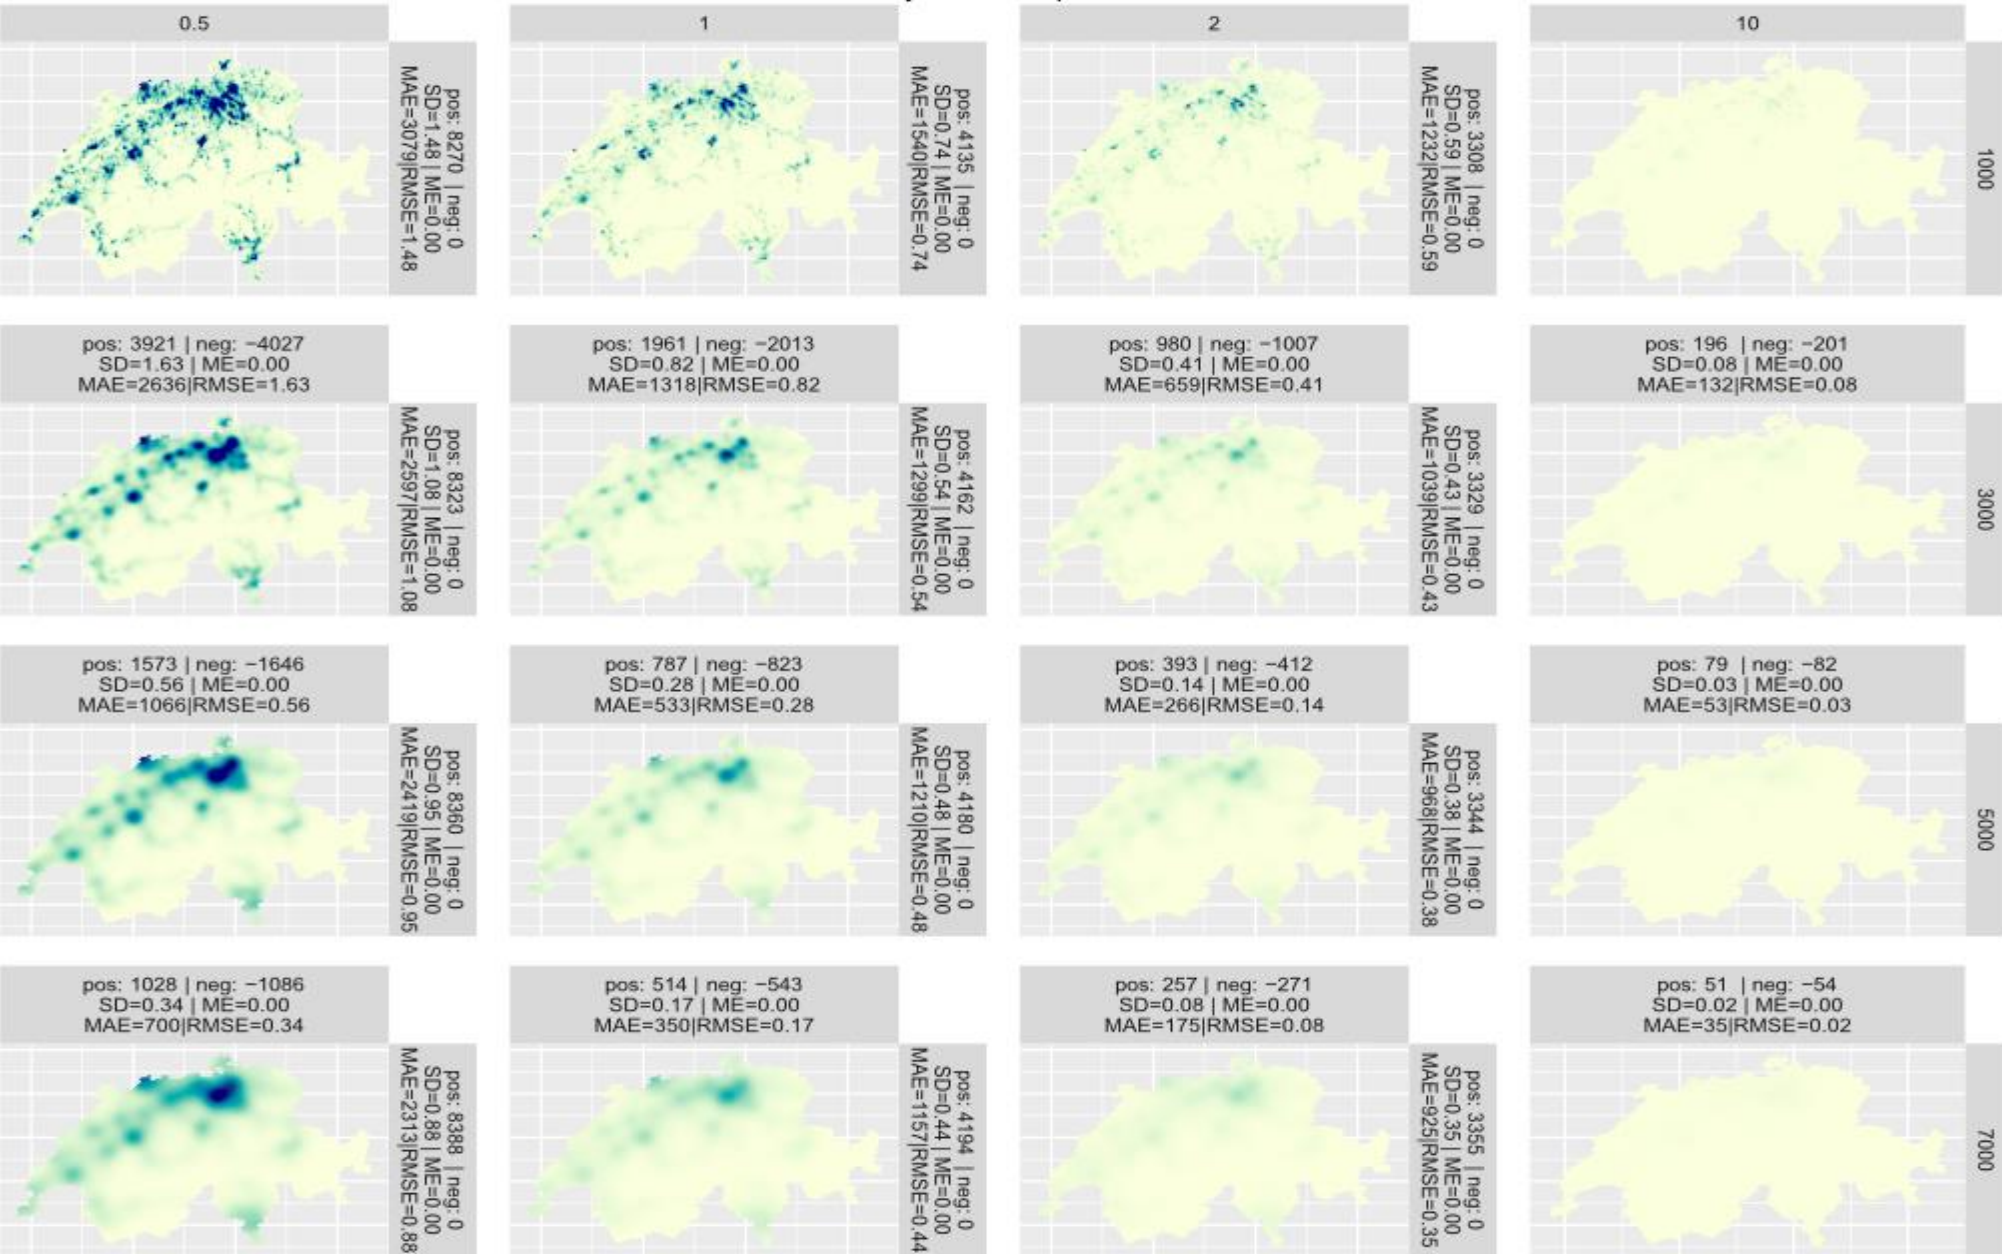 0.5
1
2
10
pos: 8270 | neg: 0
SD=1.48 | ME=0.00
MAE=3079|RMSE=1.48
pos: 4135 | neg: 0
SD=0.74 | ME=0.00
MAE=1540|RMSE=0.74
pos: 3308 | neg: 0
SD=0.59 | ME=0.00
MAE=1232|RMSE=0.59
1000
pos: 3921 | neg: −4027
SD=1.63 | ME=0.00
MAE=2636|RMSE=1.63
pos: 1961 | neg: −2013
SD=0.82 | ME=0.00
MAE=1318|RMSE=0.82
pos: 980 | neg: −1007
SD=0.41 | ME=0.00
MAE=659|RMSE=0.41
pos: 196 | neg: −201
SD=0.08 | ME=0.00
MAE=132|RMSE=0.08
pos: 8323 | neg: 0
SD=1.08 | ME=0.00
MAE=2597|RMSE=1.08
pos: 4162 | neg: 0
SD=0.54 | ME=0.00
MAE=1299|RMSE=0.54
pos: 3329 | neg: 0
SD=0.43 | ME=0.00
MAE=1039|RMSE=0.43
3000
pos: 1573 | neg: −1646
SD=0.56 | ME=0.00
MAE=1066|RMSE=0.56
pos: 787 | neg: −823
SD=0.28 | ME=0.00
MAE=533|RMSE=0.28
pos: 393 | neg: −412
SD=0.14 | ME=0.00
MAE=266|RMSE=0.14
pos: 79 | neg: −82
SD=0.03 | ME=0.00
MAE=53|RMSE=0.03
pos: 8360 | neg: 0
SD=0.95 | ME=0.00
MAE=2419|RMSE=0.95
pos: 4180 | neg: 0
SD=0.48 | ME=0.00
MAE=1210|RMSE=0.48
pos: 3344 | neg: 0
SD=0.38 | ME=0.00
MAE=968|RMSE=0.38
5000
pos: 1028 | neg: −1086
SD=0.34 | ME=0.00
MAE=700|RMSE=0.34
pos: 514 | neg: −543
SD=0.17 | ME=0.00
MAE=350|RMSE=0.17
pos: 257 | neg: −271
SD=0.08 | ME=0.00
MAE=175|RMSE=0.08
pos: 51 | neg: −54
SD=0.02 | ME=0.00
MAE=35|RMSE=0.02
pos: 8388 | neg: 0
SD=0.88 | ME=0.00
MAE=2313|RMSE=0.88
pos: 4194 | neg: 0
SD=0.44 | ME=0.00
MAE=1157|RMSE=0.44
pos: 3355 | neg: 0
SD=0.35 | ME=0.00
MAE=925|RMSE=0.35
7000